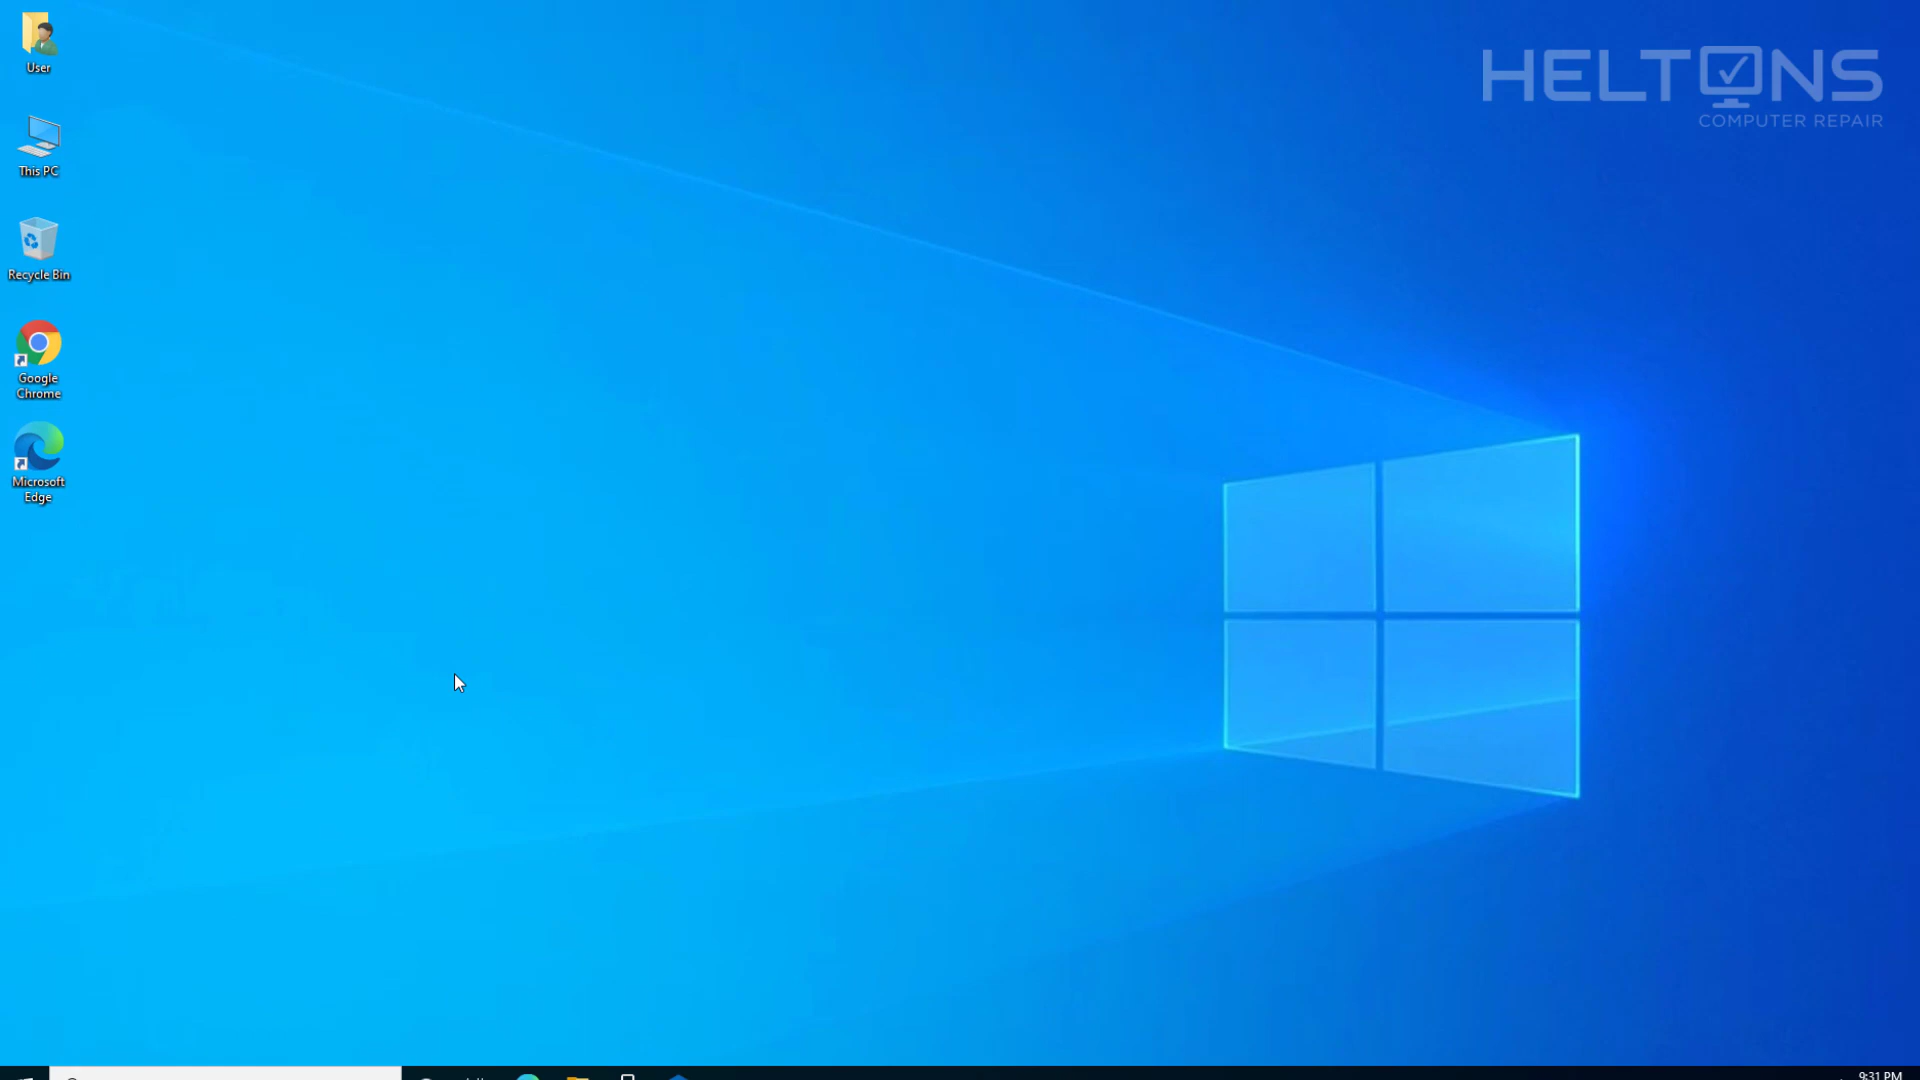 User
HELTONS
COMPUTER REPAIR
This PC
Recycle Bin
Google
Chrome
Microsoft
Edge
9:31 PM